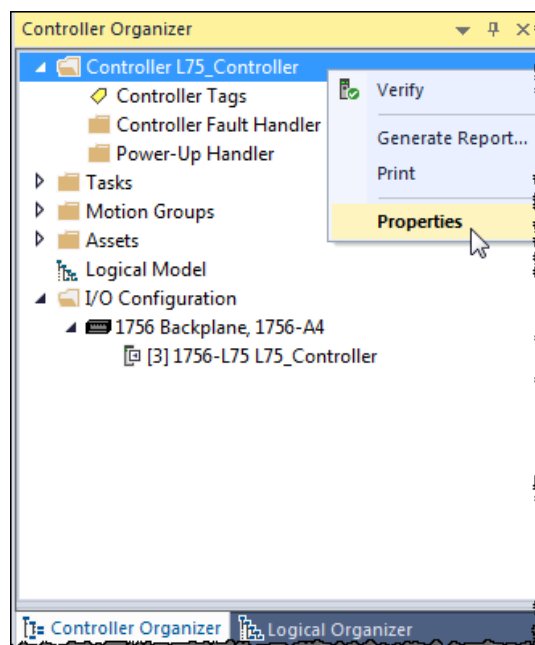 Controller Organizer
Controller L75_Controller
Controller Tags
Controller Fault Handler
Power-Up Handler
Tasks
Motion Groups
Assets
Logical Model
I/O Configuration
1756 Backplane, 1756-A4
[3] 1756-L75 L75_Controller
Verify
Generate Report...
Print
Properties
Controller Organizer
Logical Organizer